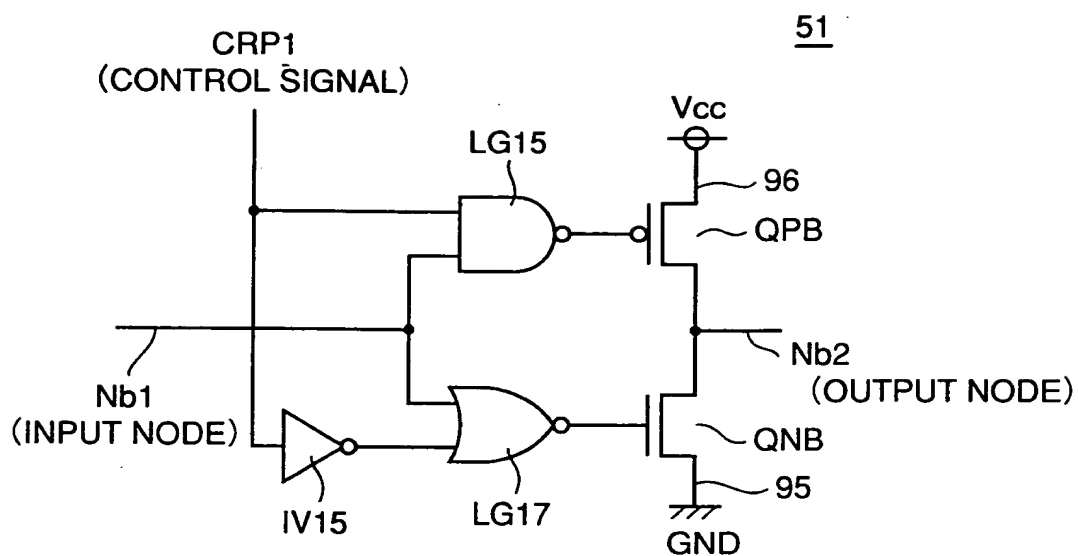 51
CRP1
(CONTROL SIGNAL)
Vcc
LG15
96
QPB
Nb1
(INPUT NODE)
Nb2
(OUTPUT NODE)
QNB
IV15
LG17
95
GND